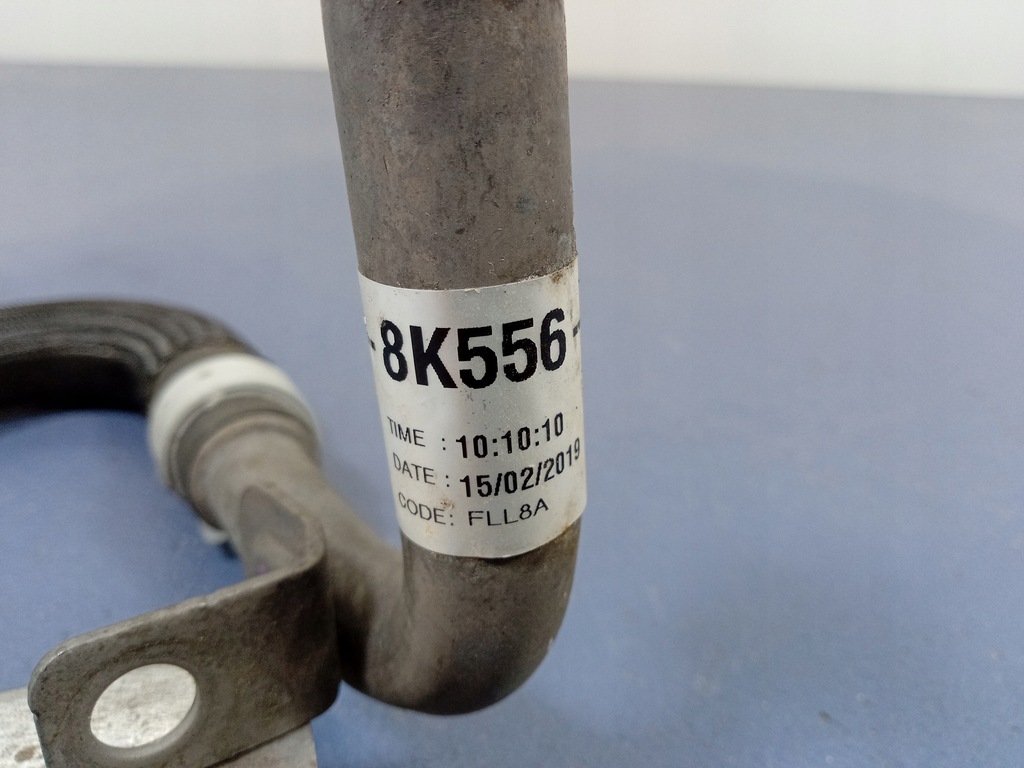 -8K556-
TIME : 10:10:10
DATE : 15/02/2019
CODE: FLL8A